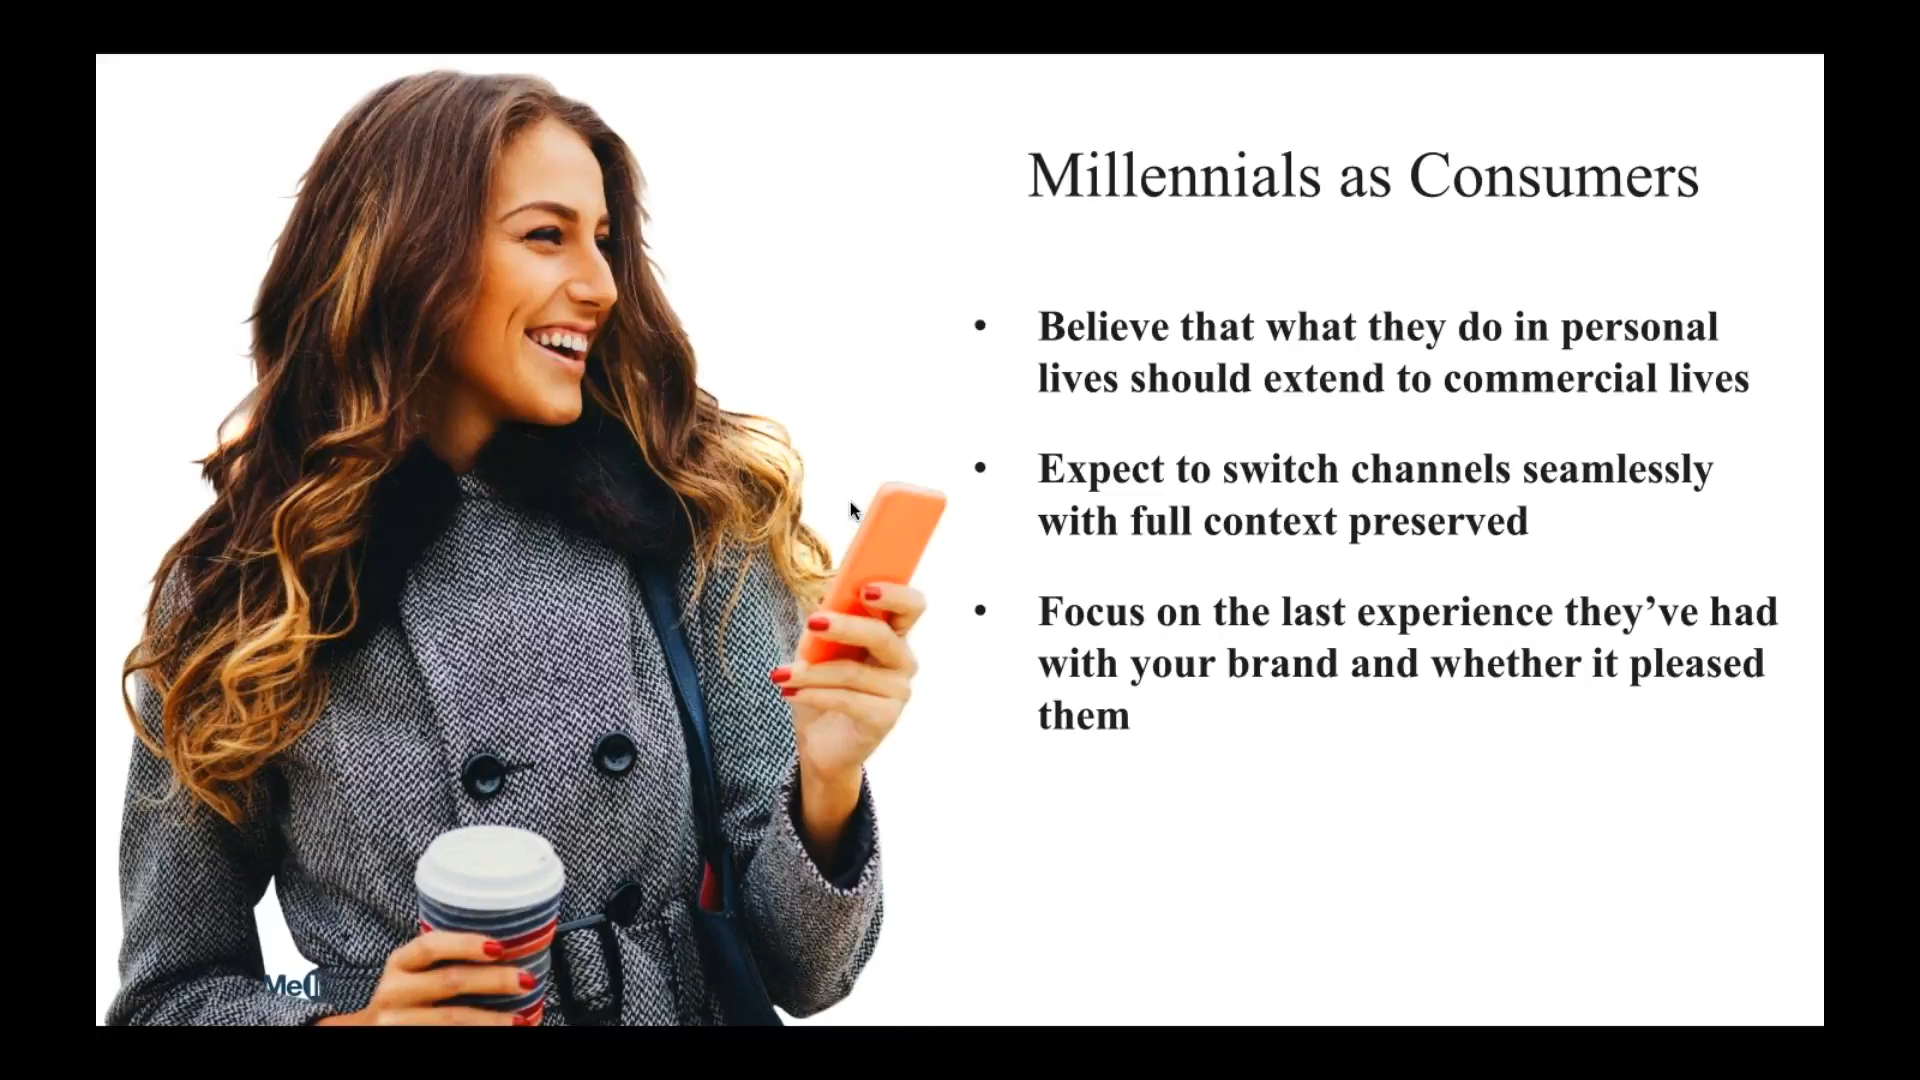 Millennials as Consumers
• Believe that what they do in personal
lives should extend to commercial lives
• Expect to switch channels seamlessly
with full context preserved
• Focus on the last experience they’ve had
with your brand and whether it pleased
them